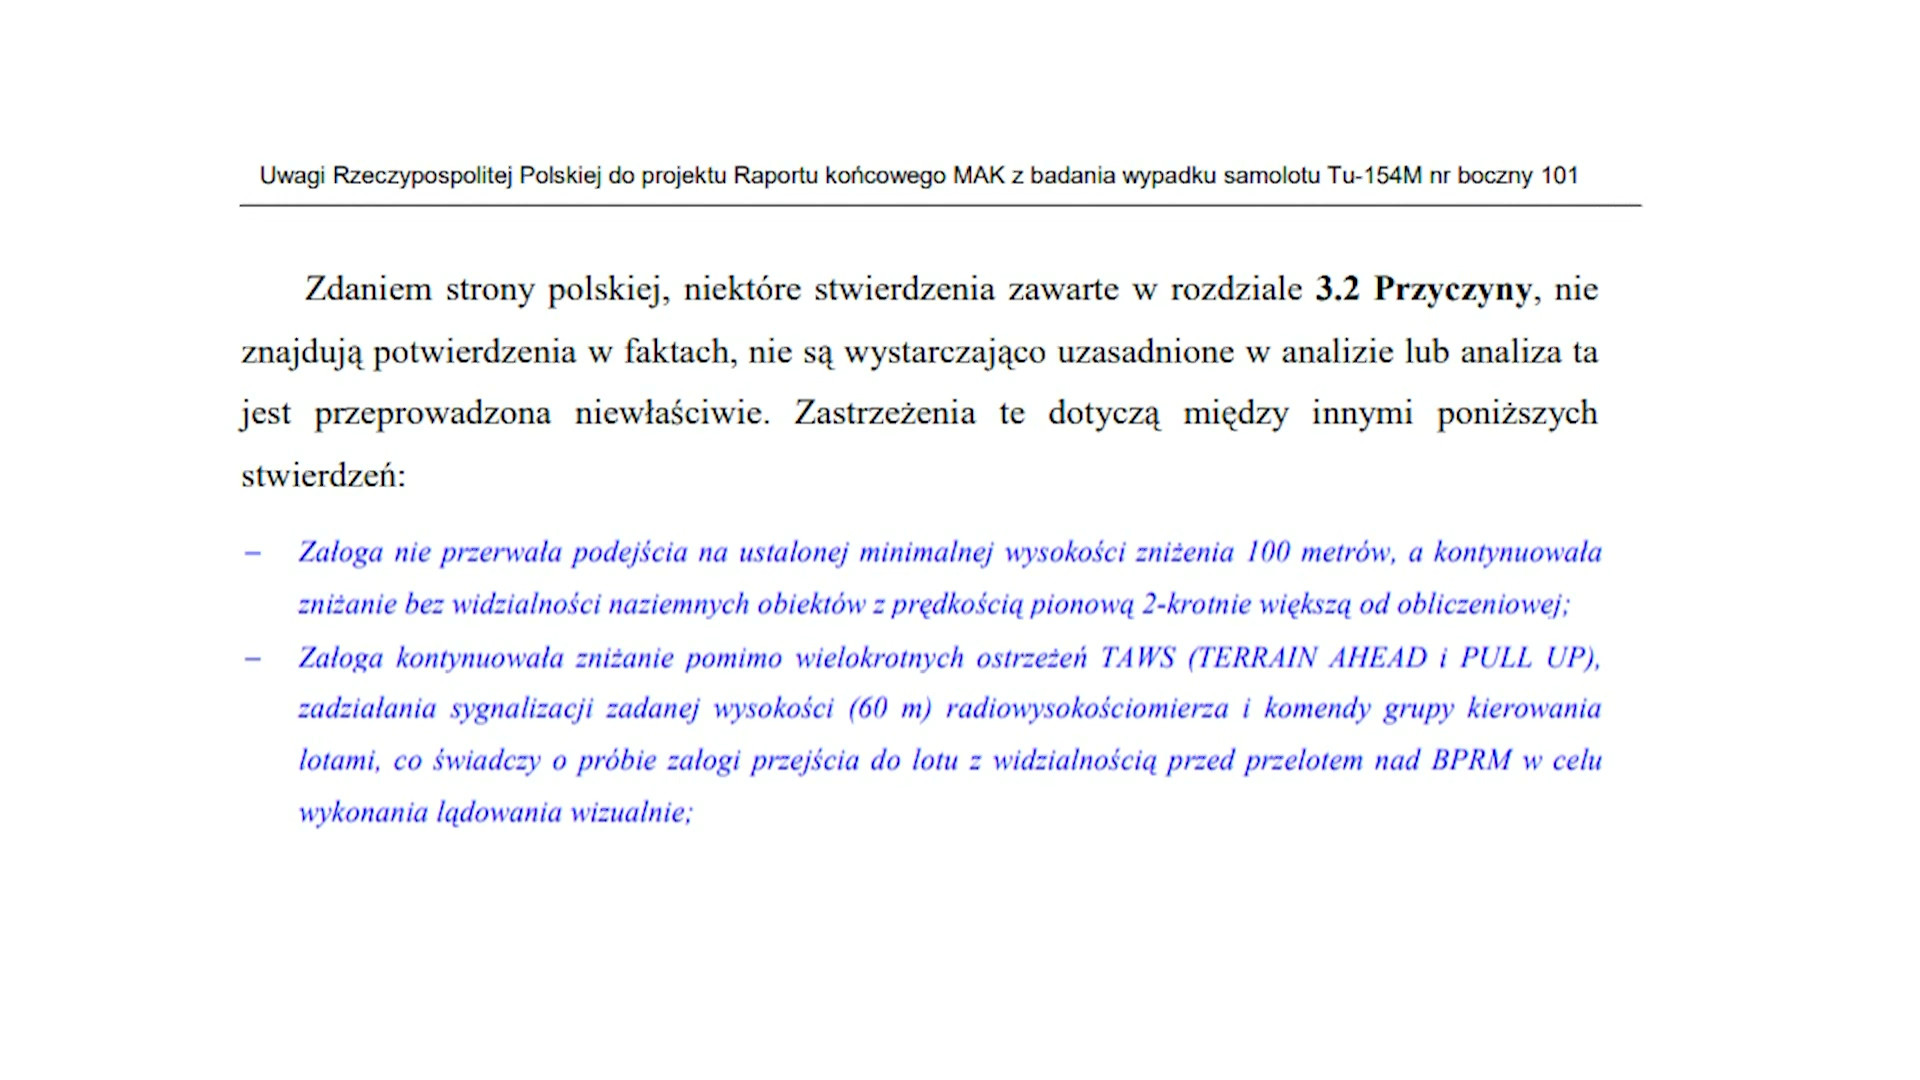 Uwagi Rzeczypospolitej Polskiej do projektu Raportu końcowego MAK z badania wypadku samolotu Tu-154M nr boczny 101
Zdaniem strony polskiej, niektóre stwierdzenia zawarte w rozdziale 3.2 Przyczyny, nie
znajdują potwierdzenia w faktach, nie są wystarczająco uzasadnione w analizie lub analiza ta
jest przeprowadzona niewłaściwie. Zastrzeżenia te dotyczą między innymi poniższych
stwierdzeń:
– Załoga nie przerwała podejścia na ustalonej minimalnej wysokości zniżenia 100 metrów, a kontynuowała
zniżanie bez widzialności naziemnych obiektów z prędkością pionową 2-krotnie większą od obliczeniowej;
– Załoga kontynuowała zniżanie pomimo wielokrotnych ostrzeżeń TAWS (TERRAIN AHEAD i PULL UP),
zadziałania sygnalizacji zadanej wysokości (60 m) radiowysokościomierza i komendy grupy kierowania
lotami, co świadczy o próbie załogi przejścia do lotu z widzialnością przed przelotem nad BPRM w celu
wykonania lądowania wizualnie;